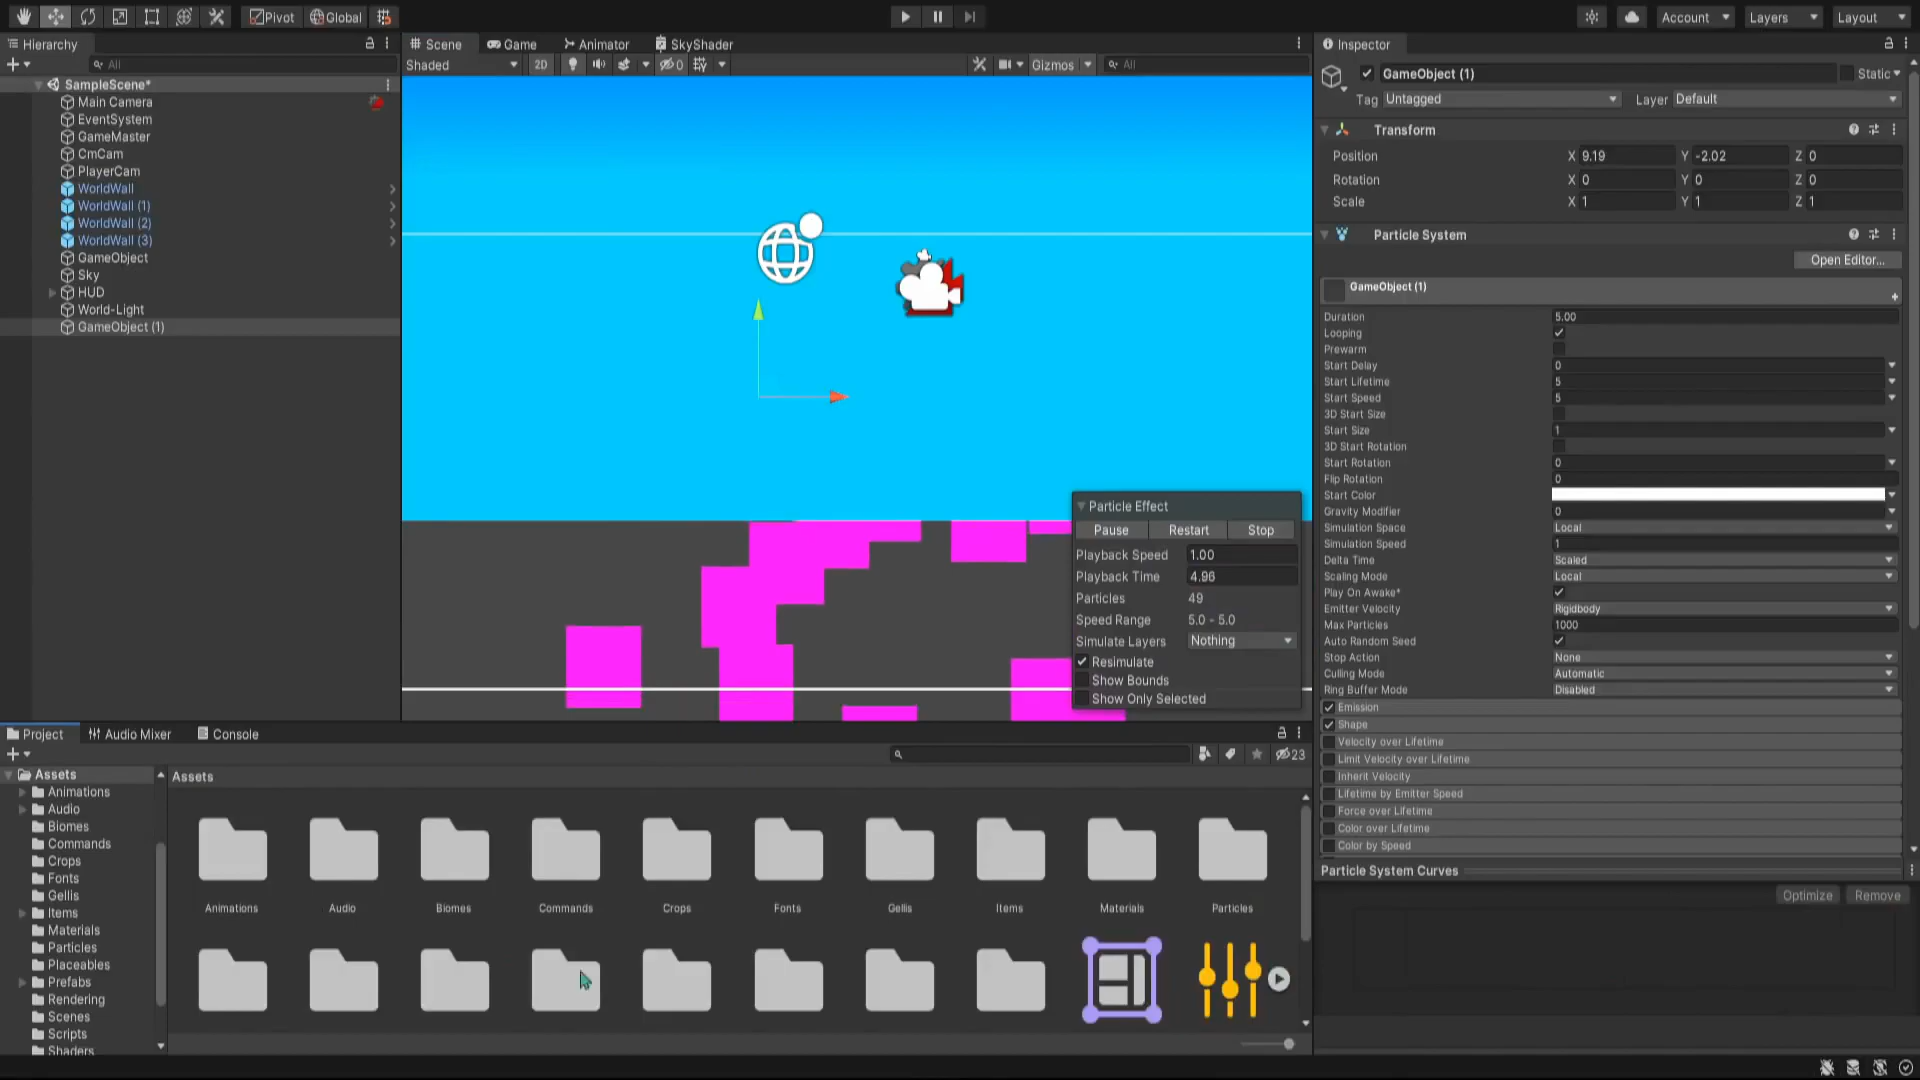 Pivot Global Account Layers Layout
Hierarchy
All
SampleScene*
Main Camera
EventSystem
GameMaster
CmCam
PlayerCam
WorldWall
WorldWall (1)
WorldWall (2)
WorldWall (3)
GameObject
Sky
HUD
World-Light
GameObject (1)
Scene Game Animator SkyShader
Shaded 2D 0 Gizmos All
Particle Effect
Pause Restart Stop
Playback Speed 1.00
Playback Time 4.96
Particles 49
Speed Range 5.0 - 5.0
Simulate Layers Nothing
Resimulate
Show Bounds
Show Only Selected
Inspector
GameObject (1) Static
Tag Untagged Layer Default
Transform
Position X 9.19 Y -2.02 Z 0
Rotation X 0 Y 0 Z 0
Scale X 1 Y 1 Z 1
Particle System
Open Editor...
GameObject (1)
Duration 5.00
Looping
Prewarm
Start Delay 0
Start Lifetime 5
Start Speed 5
3D Start Size
Start Size 1
3D Start Rotation
Start Rotation 0
Flip Rotation 0
Start Color
Gravity Modifier 0
Simulation Space Local
Simulation Speed 1
Delta Time Scaled
Scaling Mode Local
Play On Awake*
Emitter Velocity Rigidbody
Max Particles 1000
Auto Random Seed
Stop Action None
Culling Mode Automatic
Ring Buffer Mode Disabled
Emission
Shape
Velocity over Lifetime
Limit Velocity over Lifetime
Inherit Velocity
Lifetime by Emitter Speed
Force over Lifetime
Color over Lifetime
Color by Speed
Particle System Curves
Optimize Remove
Project Audio Mixer Console
23
Assets
Animations
Audio
Biomes
Commands
Crops
Fonts
Gellis
Items
Materials
Particles
Placeables
Prefabs
Rendering
Scenes
Scripts
Shaders
Assets
Animations Audio Biomes Commands Crops Fonts Gellis Items Materials Particles